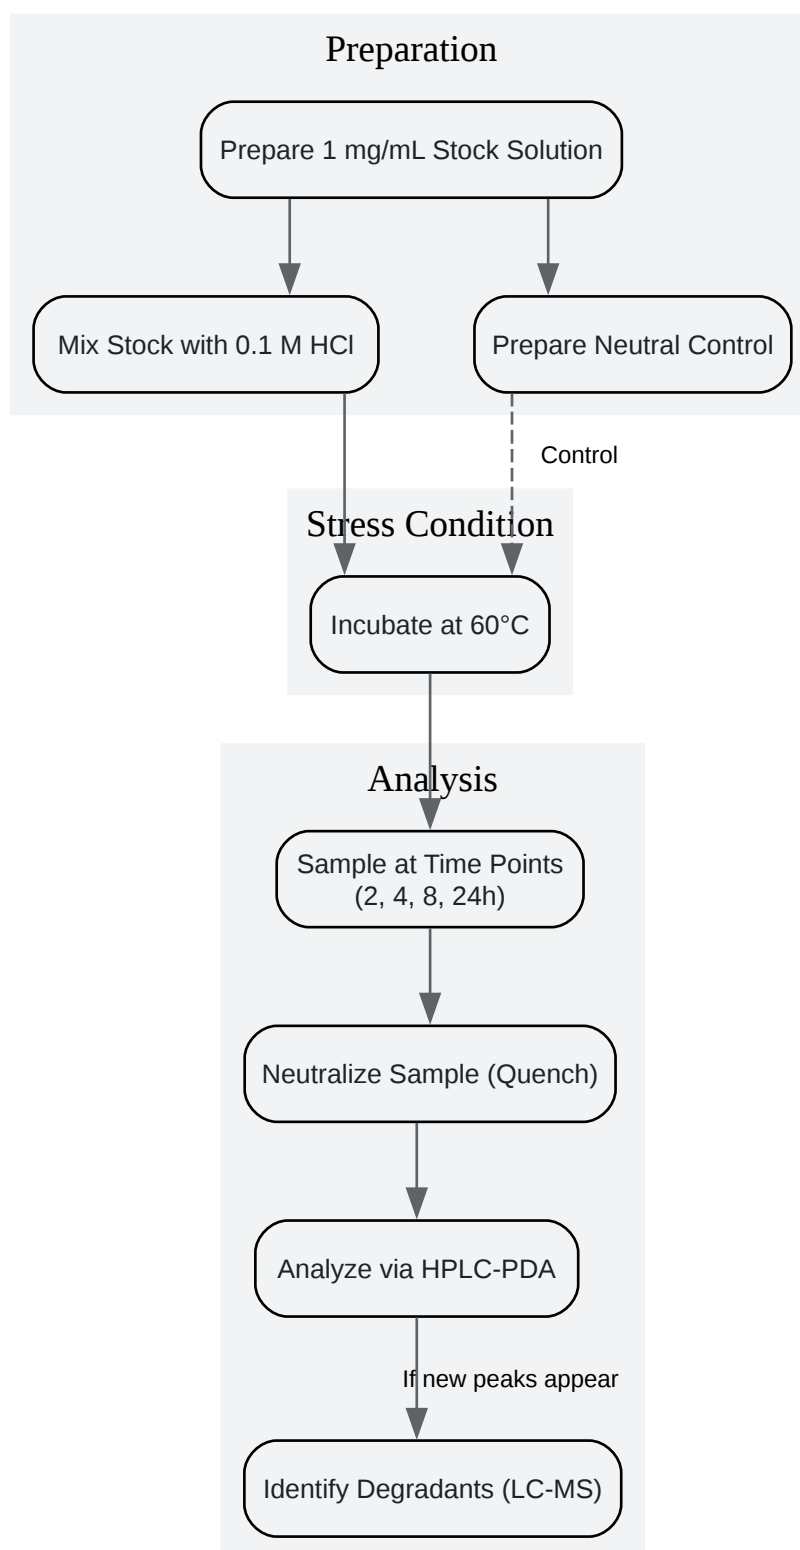 Preparation
Prepare 1 mg/mL Stock Solution
Mix Stock with 0.1 M HCl
Prepare Neutral Control
Control
Stress Condition
Incubate at 60°C
Analysis
Sample at Time Points
(2, 4, 8, 24h)
Neutralize Sample (Quench)
Analyze via HPLC-PDA
If new peaks appear
Identify Degradants (LC-MS)